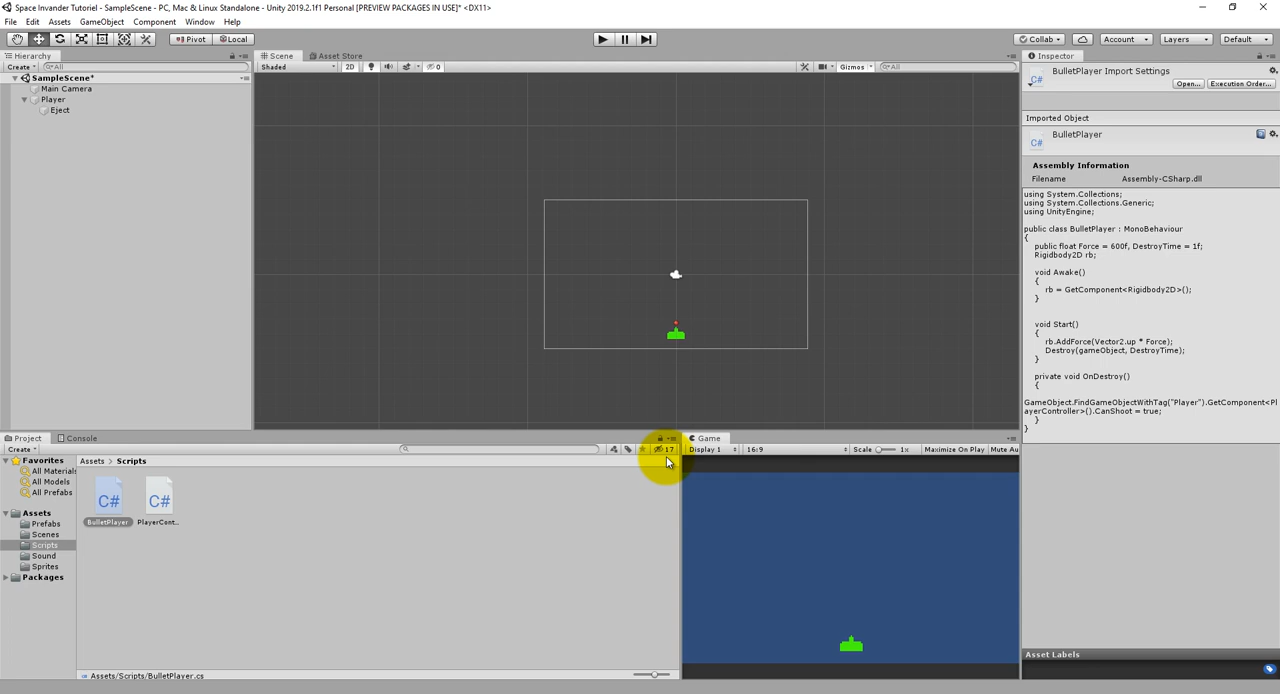 Space Invander Tutoriel - SampleScene - PC, Mac & Linux Standalone - Unity 2019.2.1f1 Personal [PREVIEW PACKAGES IN USE]* <DX11>
File Edit Assets GameObject Component Window Help
Pivot Local Collab Account Layers Default
Hierarchy
Create All
SampleScene*
Main Camera
Player
Eject
Scene Asset Store
Shaded 2D 0 Gizmos All
Inspector
BulletPlayer Import Settings
Open... Execution Order...
Imported Object
BulletPlayer
C#
Assembly Information
Filename Assembly-CSharp.dll
using System.Collections;
using System.Collections.Generic;
using UnityEngine;
public class BulletPlayer : MonoBehaviour
{
public float Force = 600f, DestroyTime = 1f;
Rigidbody2D rb;
void Awake()
{
rb = GetComponent<Rigidbody2D>();
}
void Start()
{
rb.AddForce(Vector2.up * Force);
Destroy(gameObject, DestroyTime);
}
private void OnDestroy()
{
GameObject.FindGameObjectWithTag("Player").GetComponent<Pl
ayerController>().CanShoot = true;
}
}
Project Console
Create 17
Favorites
All Materials
All Models
All Prefabs
Assets
Prefabs
Scenes
Scripts
Sound
Sprites
Packages
Assets > Scripts
C# C#
BulletPlayer PlayerCont...
Assets/Scripts/BulletPlayer.cs
Game
Display 1 16:9 Scale 1x Maximize On Play Mute Au
Asset Labels